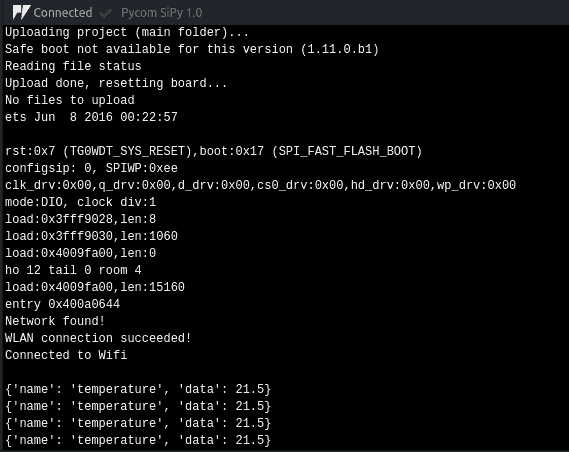 Connected Pycom SiPy 1.0
Uploading project (main folder)...
Safe boot not available for this version (1.11.0.b1)
Reading file status
Upload done, resetting board...
No files to upload
ets Jun  8 2016 00:22:57

rst:0x7 (TG0WDT_SYS_RESET),boot:0x17 (SPI_FAST_FLASH_BOOT)
configsip: 0, SPIWP:0xee
clk_drv:0x00,q_drv:0x00,d_drv:0x00,cs0_drv:0x00,hd_drv:0x00,wp_drv:0x00
mode:DIO, clock div:1
load:0x3fff9028,len:8
load:0x3fff9030,len:1060
load:0x4009fa00,len:0
ho 12 tail 0 room 4
load:0x4009fa00,len:15160
entry 0x400a0644
Network found!
WLAN connection succeeded!
Connected to Wifi

{'name': 'temperature', 'data': 21.5}
{'name': 'temperature', 'data': 21.5}
{'name': 'temperature', 'data': 21.5}
{'name': 'temperature', 'data': 21.5}